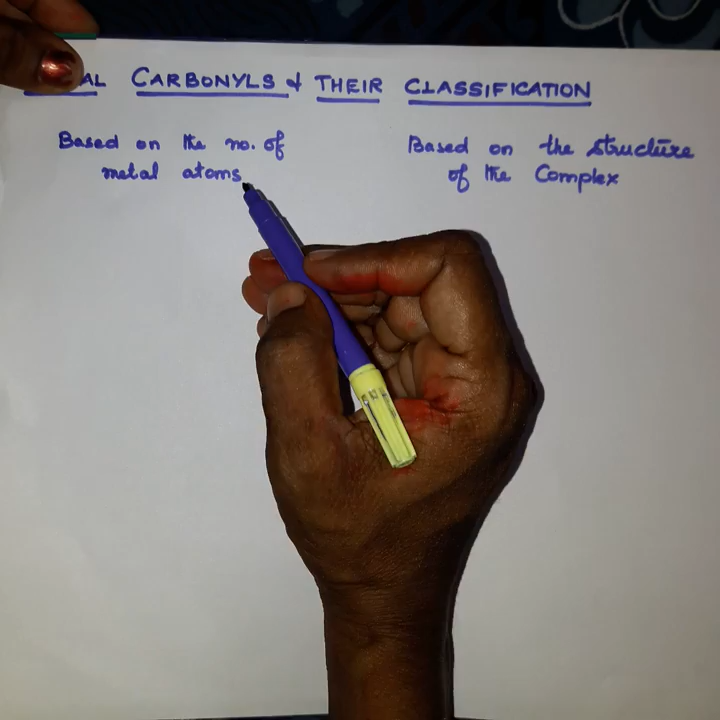 AL CARBONYLS & THEIR CLASSIFICATION
Based on the no. of
metal atoms
Based on the structure
of the Complex